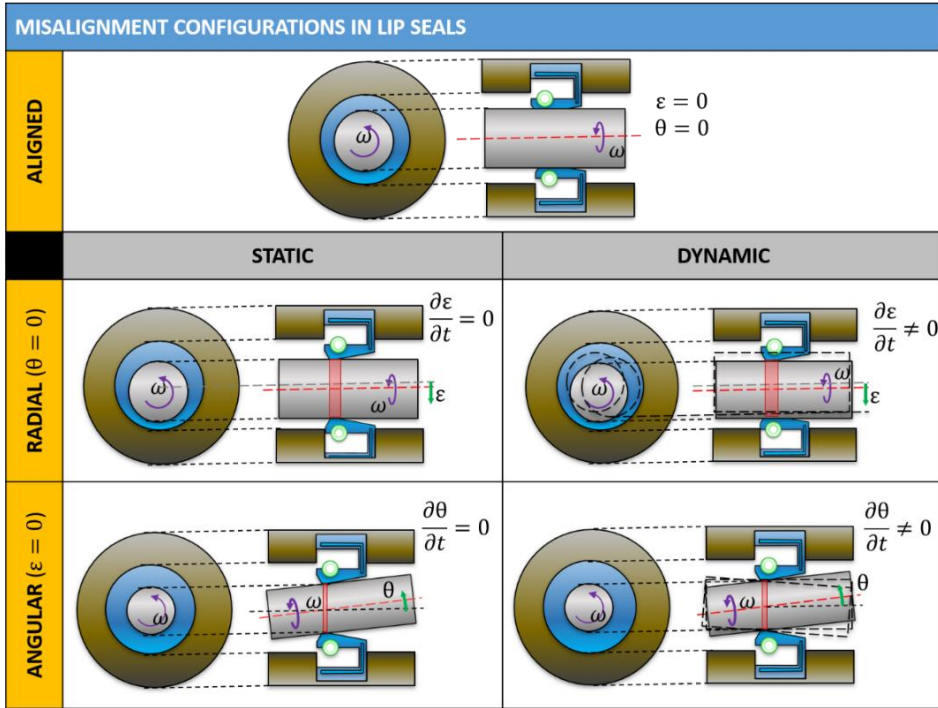 MISALIGNMENT CONFIGURATIONS IN LIP SEALS
ALIGNED
ω
ω
ε = 0
θ = 0
STATIC
DYNAMIC
RADIAL (θ = 0)
ω
ω
∂ε/∂t = 0
ε
ω
ω
∂ε/∂t ≠ 0
ε
ANGULAR (ε = 0)
ω
ω
∂θ/∂t = 0
θ
ω
ω
∂θ/∂t ≠ 0
θ